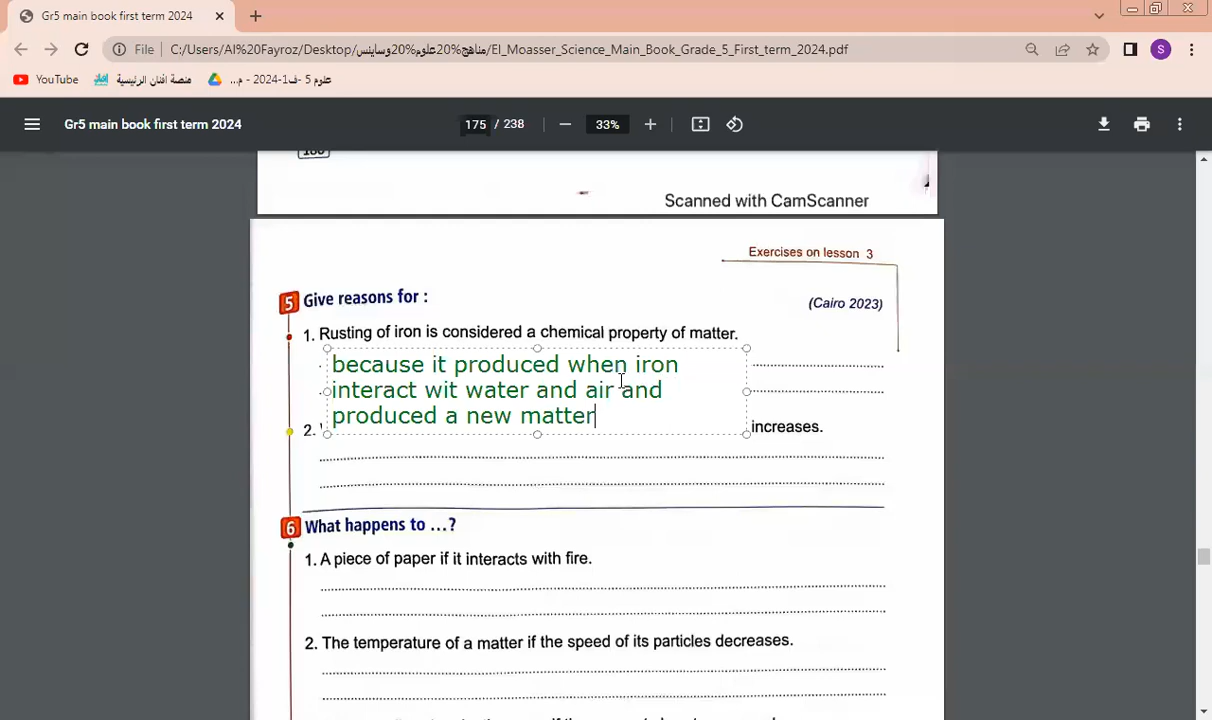 Gr5 main book first term 2024
File
C:/Users/Al%20Fayroz/Desktop/مناهج%20علوم%20وساينس/El_Moasser_Science_Main_Book_Grade_5_First_term_2024.pdf
S
YouTube
منصة افنان الرئيسية
علوم 5 -ف1-2024 - م...
Gr5 main book first term 2024
175 / 238
33%
Scanned with CamScanner
Exercises on lesson 3
5 Give reasons for :
(Cairo 2023)
1. Rusting of iron is considered a chemical property of matter.
because it produced when iron
interact wit water and air and
produced a new matter
2.
increases.
6 What happens to ...?
1. A piece of paper if it interacts with fire.
2. The temperature of a matter if the speed of its particles decreases.